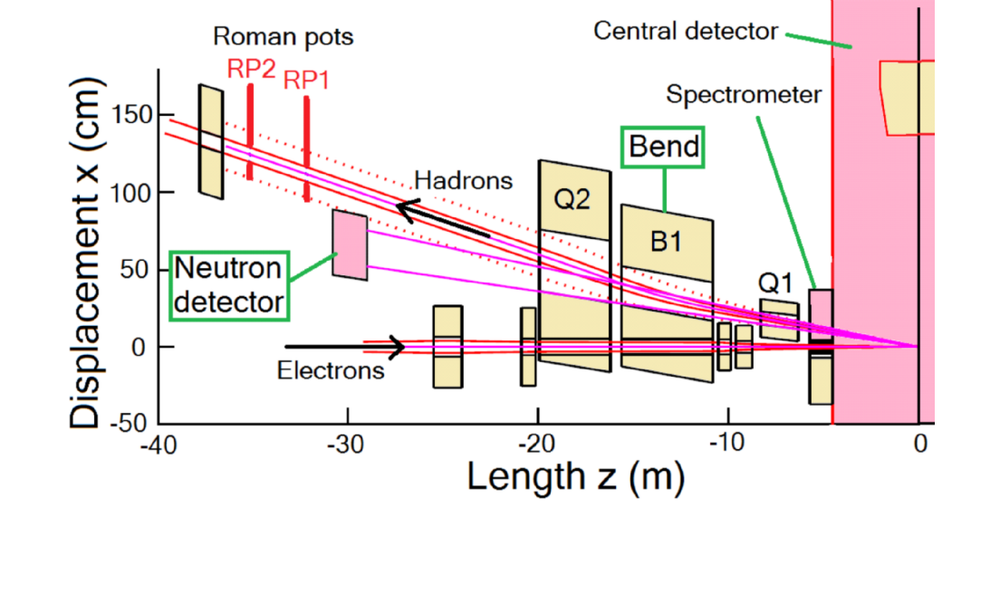 Roman pots
RP2
RP1
Central detector
Spectrometer
Bend
Hadrons
Q2
B1
Q1
Neutron
detector
Electrons
Displacement x (cm)
150
100
50
0
-50
-40
-30
-20
-10
0
Length z (m)